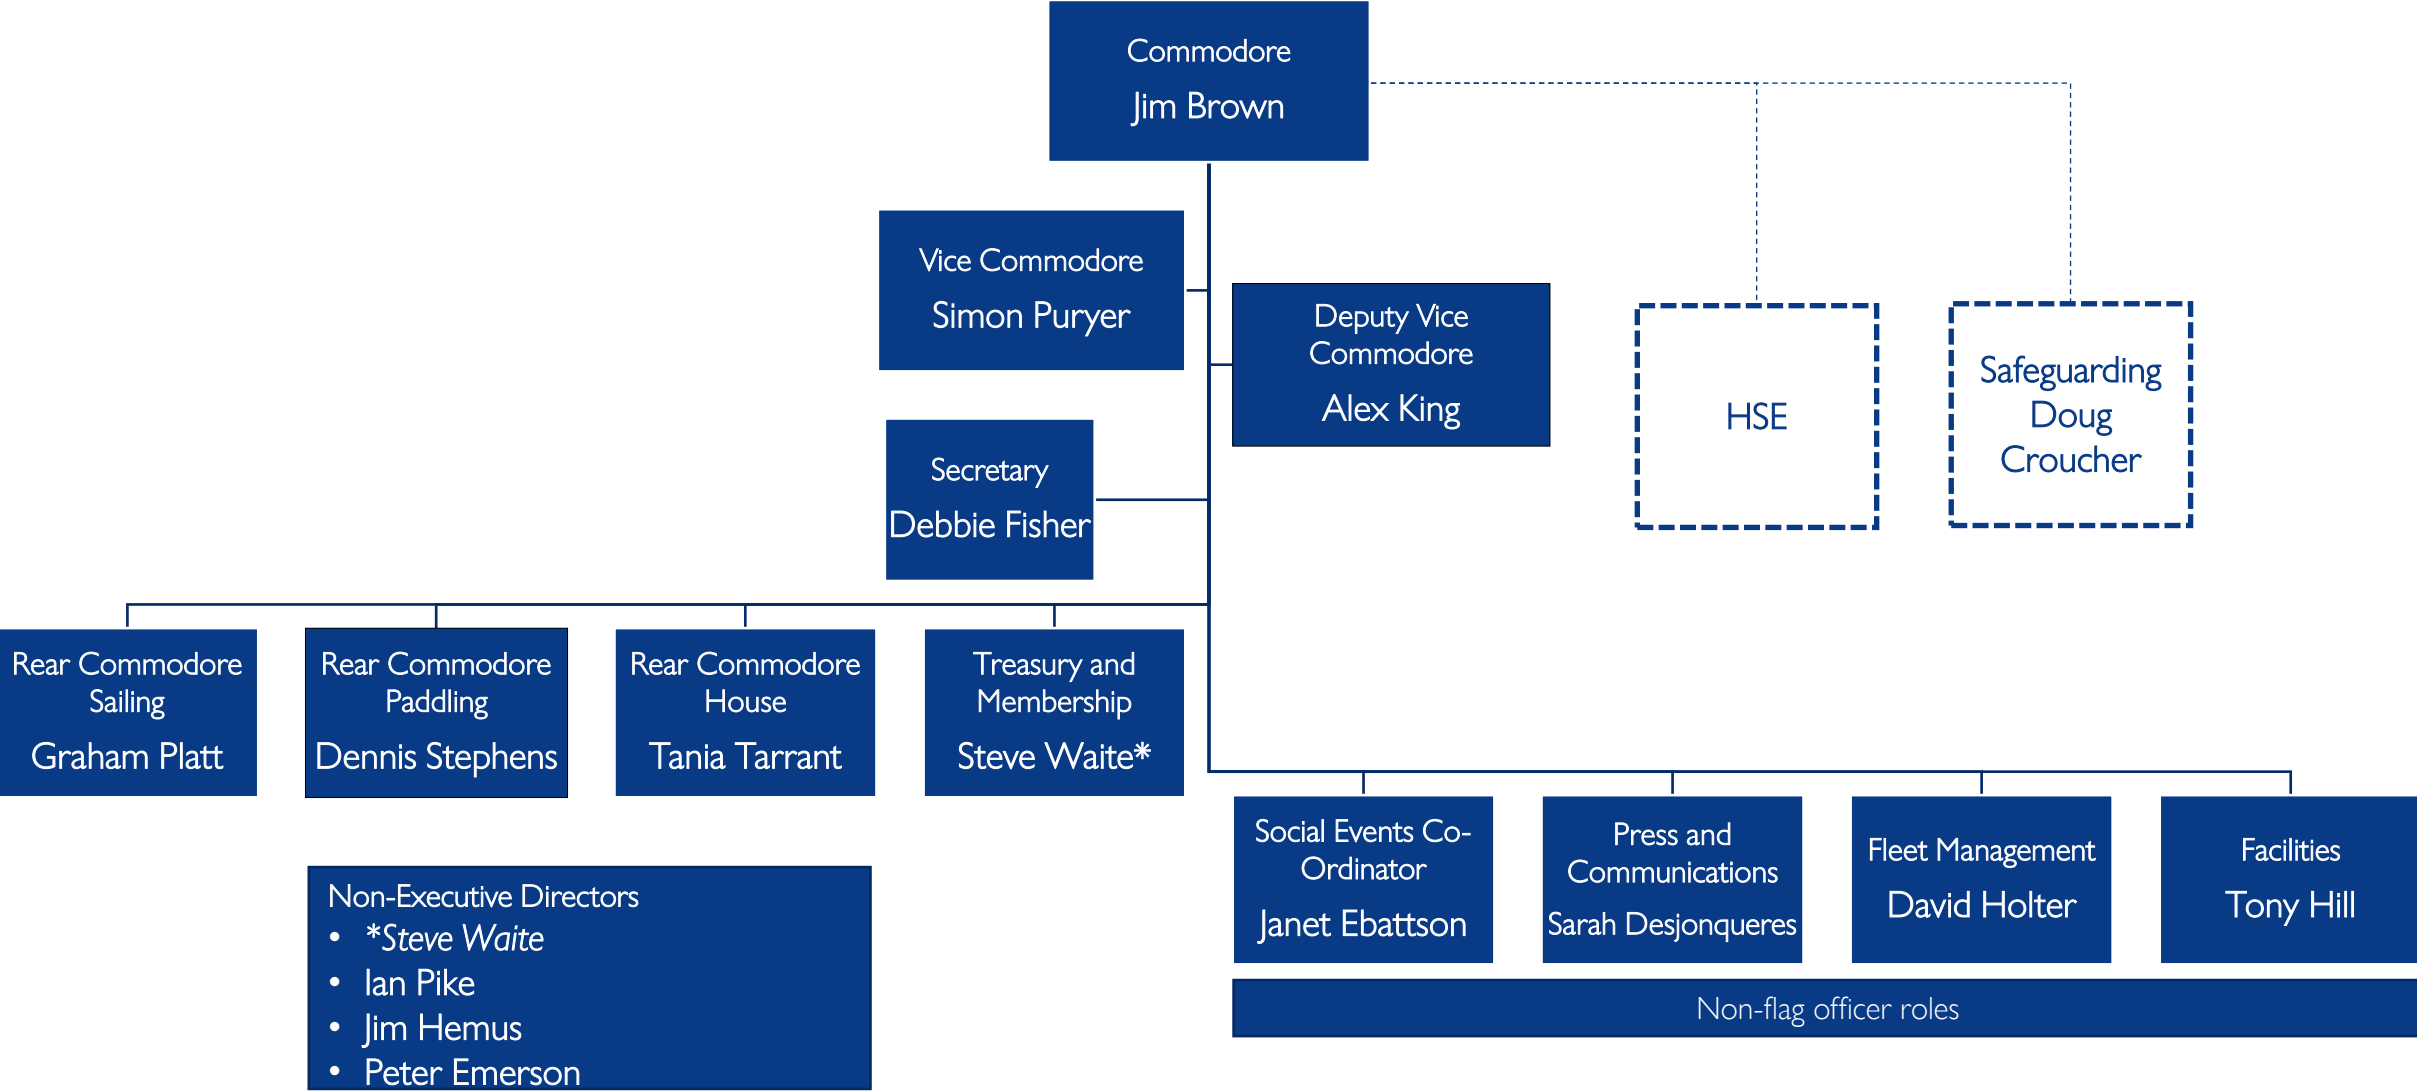 Commodore
Jim Brown
Vice Commodore
Simon Puryer
Deputy Vice
Commodore
Alex King
HSE
Safeguarding
Doug
Croucher
Secretary
Debbie Fisher
Rear Commodore
Sailing
Graham Platt
Rear Commodore
Paddling
Dennis Stephens
Rear Commodore
House
Tania Tarrant
Treasury and
Membership
Steve Waite*
Social Events Co-
Ordinator
Janet Ebattson
Press and
Communications
Sarah Desjonqueres
Fleet Management
David Holter
Facilities
Tony Hill
Non-Executive Directors
• *Steve Waite
• Ian Pike
• Jim Hemus
• Peter Emerson
Non-flag officer roles